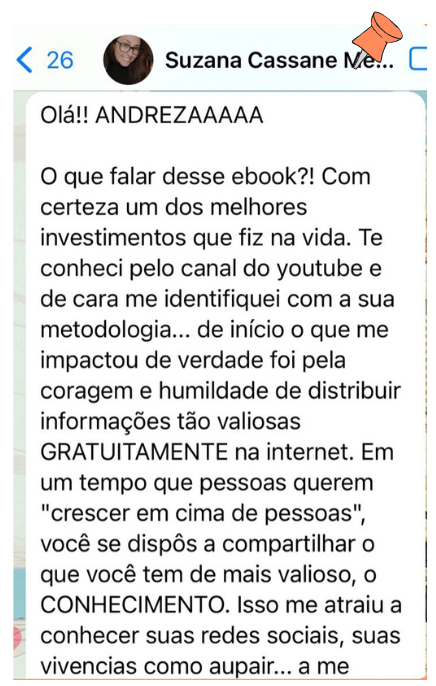 26
Suzana Cassane Me...
Olá!! ANDREZAAAAA
O que falar desse ebook?! Com
certeza um dos melhores
investimentos que fiz na vida. Te
conheci pelo canal do youtube e
de cara me identifiquei com a sua
metodologia... de início o que me
impactou de verdade foi pela
coragem e humildade de distribuir
informações tão valiosas
GRATUITAMENTE na internet. Em
um tempo que pessoas querem
"crescer em cima de pessoas",
você se dispôs a compartilhar o
que você tem de mais valioso, o
CONHECIMENTO. Isso me atraiu a
conhecer suas redes sociais, suas
vivencias como aupair... a me